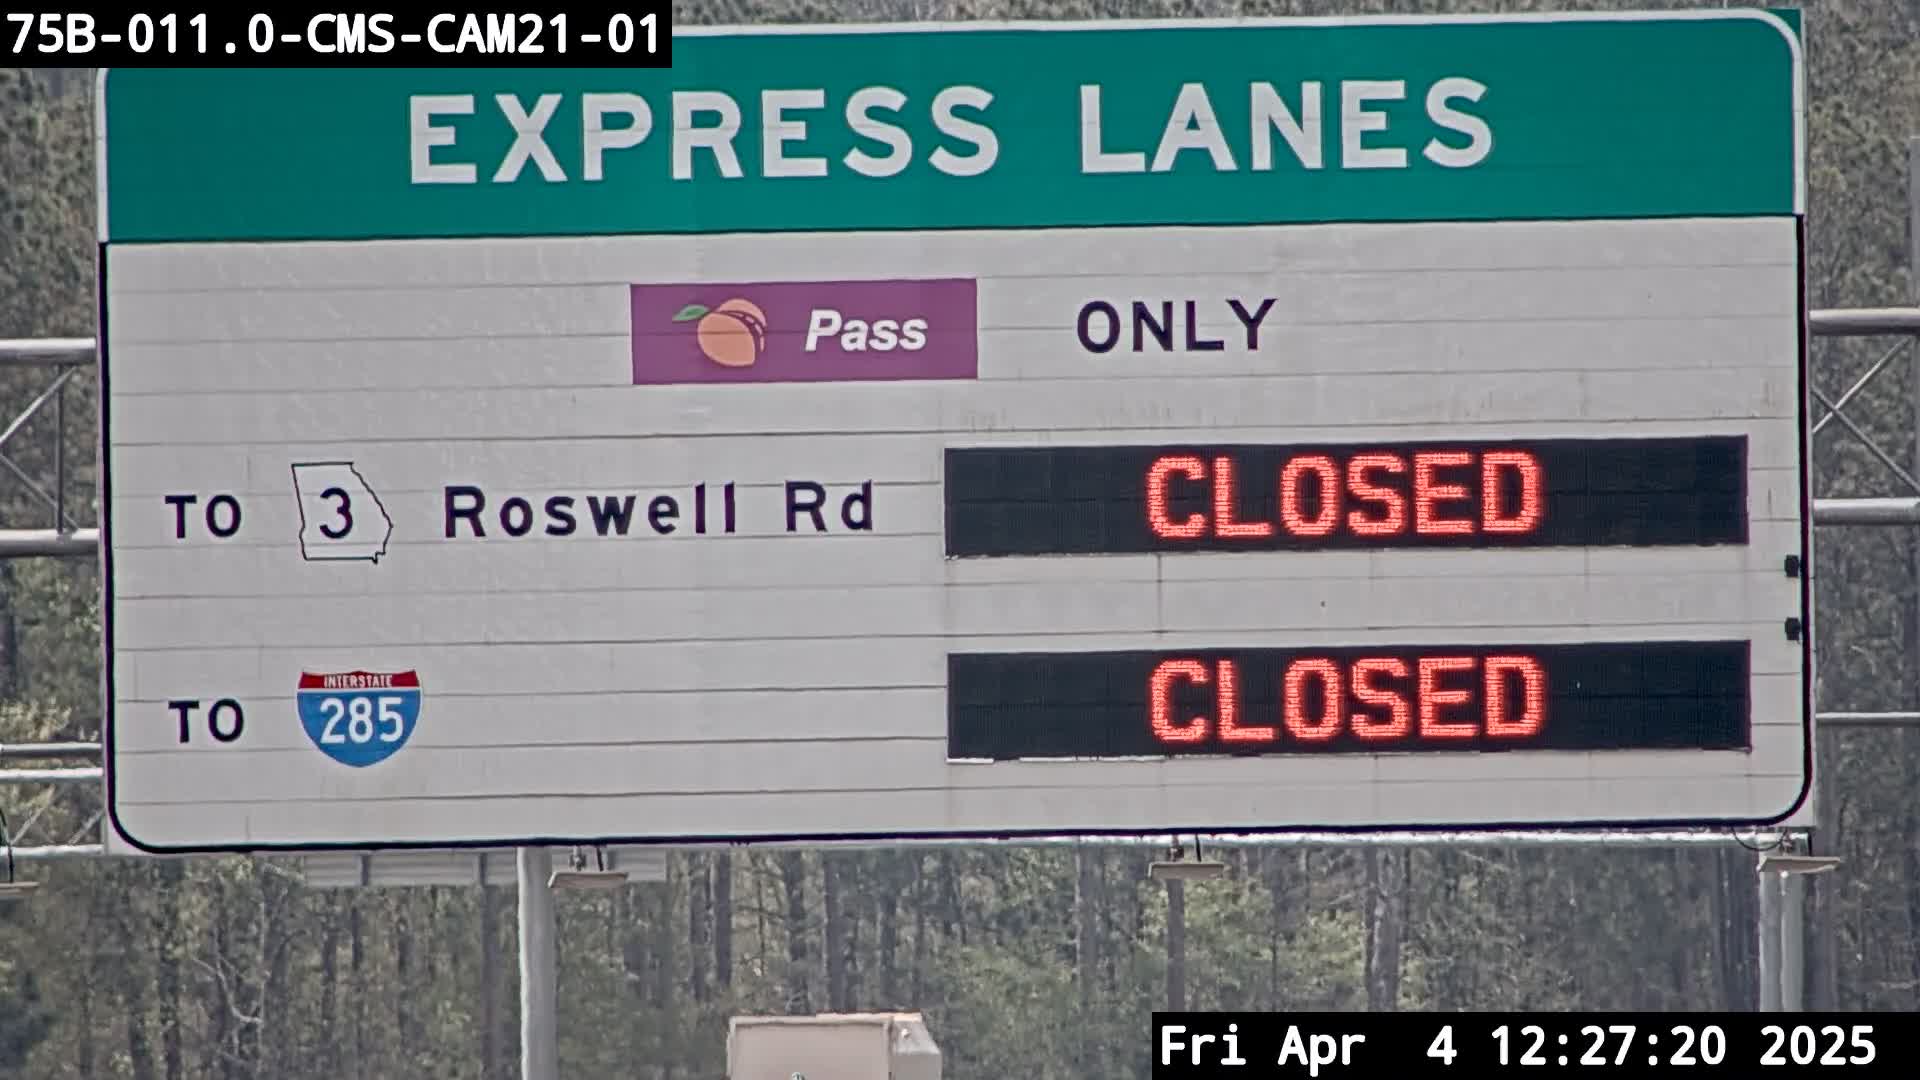 75B-011.0-CMS-CAM21-01
EXPRESS LANES
Pass ONLY
TO 3 Roswell Rd CLOSED
TO INTERSTATE 285 CLOSED
Fri Apr 4 12:27:20 2025